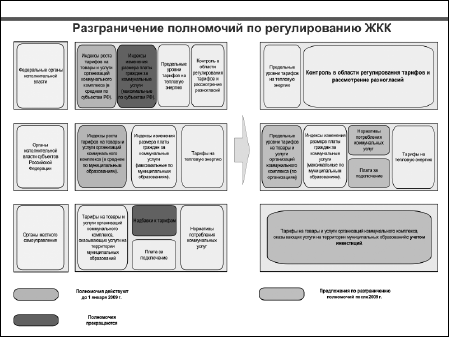 Разграничение полномочий по регулированию ЖКК
Федеральные органы
исполнительной
власти
Индексы роста
тарифов на
товары и услуги
организаций
коммунального
комплекса
(в среднем по
субъектам РФ)
Индексы
изменения
размера платы
граждан за
коммунальные
услуги
(максимальные
по субъектам РФ)
Предельные
уровни
тарифов на
тепловую
энергию
Контроль в
области
регулирования
тарифов и
рассмотрение
разногласий
Предельные
уровни тарифов
на тепловую
энергию
Контроль в области регулирования тарифов и
рассмотрение разногласий
Органы
исполнительной
власти субъектов
Российской
Федерации
Индексы роста
тарифов на товары и
услуги организаций
коммунального
комплекса (в среднем по
муниципальным
образованиям)
Индексы изменения
размера платы
граждан за
коммунальные услуги
(максимальные по
муниципальным
образованиям)
Тарифы на
тепловую энергию
Предельные
уровни тарифов
на товары и
услуги
организаций
коммунального
комплекса (по
организациям)
Индексы изменения
размера платы
граждан за
коммунальные
услуги
(максимальные по
муниципальным
образованиям)
Нормативы
потребления
коммунальных
услуг
Плата за
подключение
Тарифы на
тепловую энергию
Органы местного
самоуправления
Тарифы на товары и
услуги организаций
коммунального
комплекса,
оказывающие услуги на
территории
муниципального
образования
Надбавки к тарифам
Плата за
подключение
Нормативы
потребления
коммунальных
услуг
Тарифы на товары и услуги организаций коммунального комплекса,
оказывающие услуги на территории муниципальных образований с учетом
инвестиций.
Полномочия действуют
до 1 января 2009 г.
Предложения по разграничению
полномочий после 2009 г.
Полномочия
прекращаются